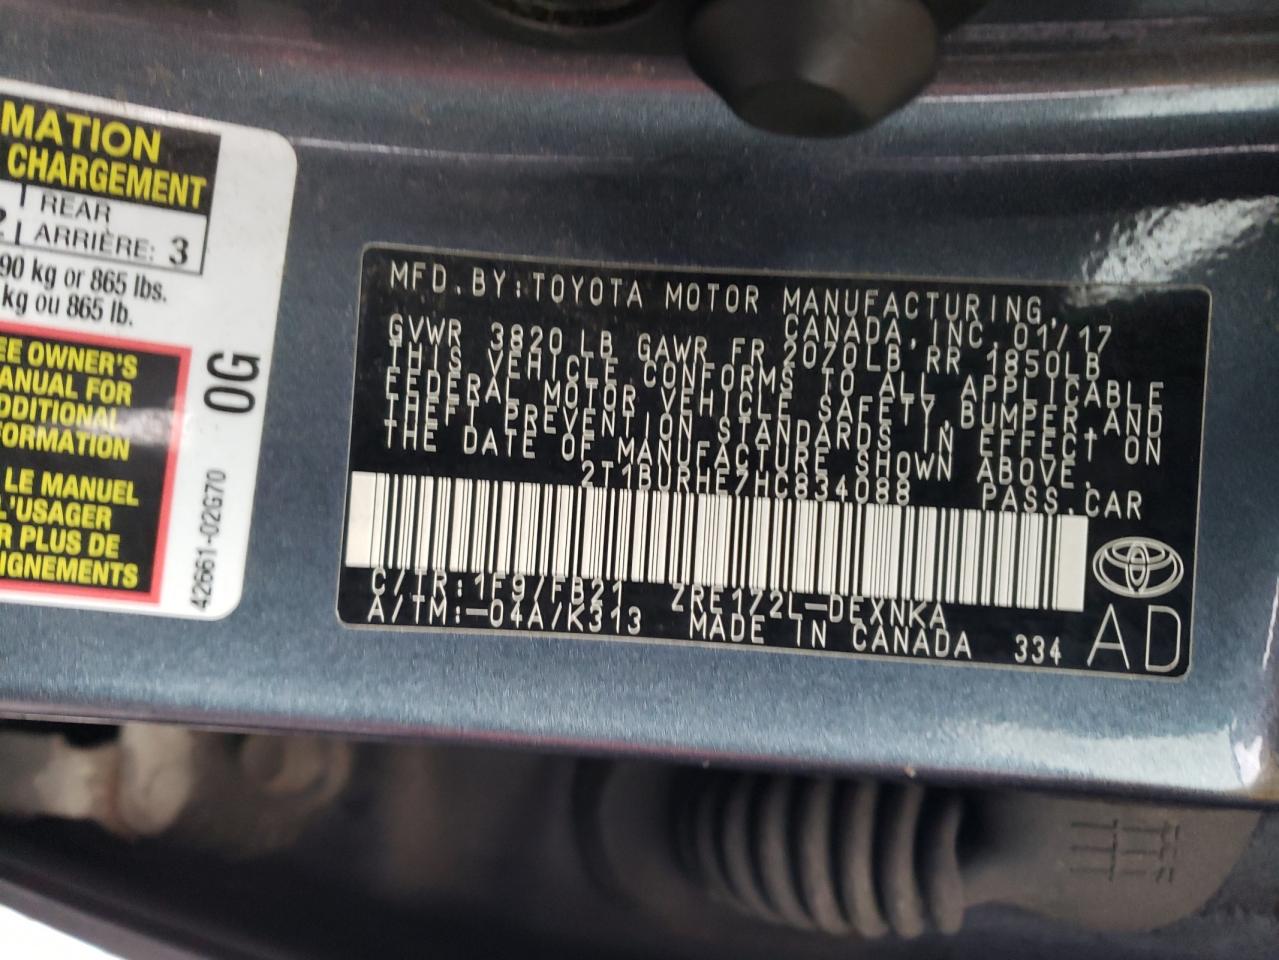 MATION
CHARGEMENT
REAR
ARRIÈRE: 3
90 kg or 865 lbs.
kg ou 865 lb.
EE OWNER'S
ANUAL FOR
DDITIONAL
FORMATION
LE MANUEL
L'USAGER
R PLUS DE
IGNEMENTS
0G
42661-02G70
MFD.BY:TOYOTA MOTOR MANUFACTURING,
CANADA,INC.01/17
GVWR 3820 LB GAWR FR 2070LB RR 1850LB
THIS VEHICLE CONFORMS TO ALL APPLICABLE
FEDERAL MOTOR VEHICLE SAFETY,BUMPER,AND
THEFT PREVENTION STANDARDS IN EFFECT ON
THE DATE OF MANUFACTURE SHOWN ABOVE.
2T1BURHE7HC834088 PASS.CAR
C/TR:1F9/FB21 ZRE172L-DEXNKA
A/TM:-04A/K313 MADE IN CANADA 334
AD